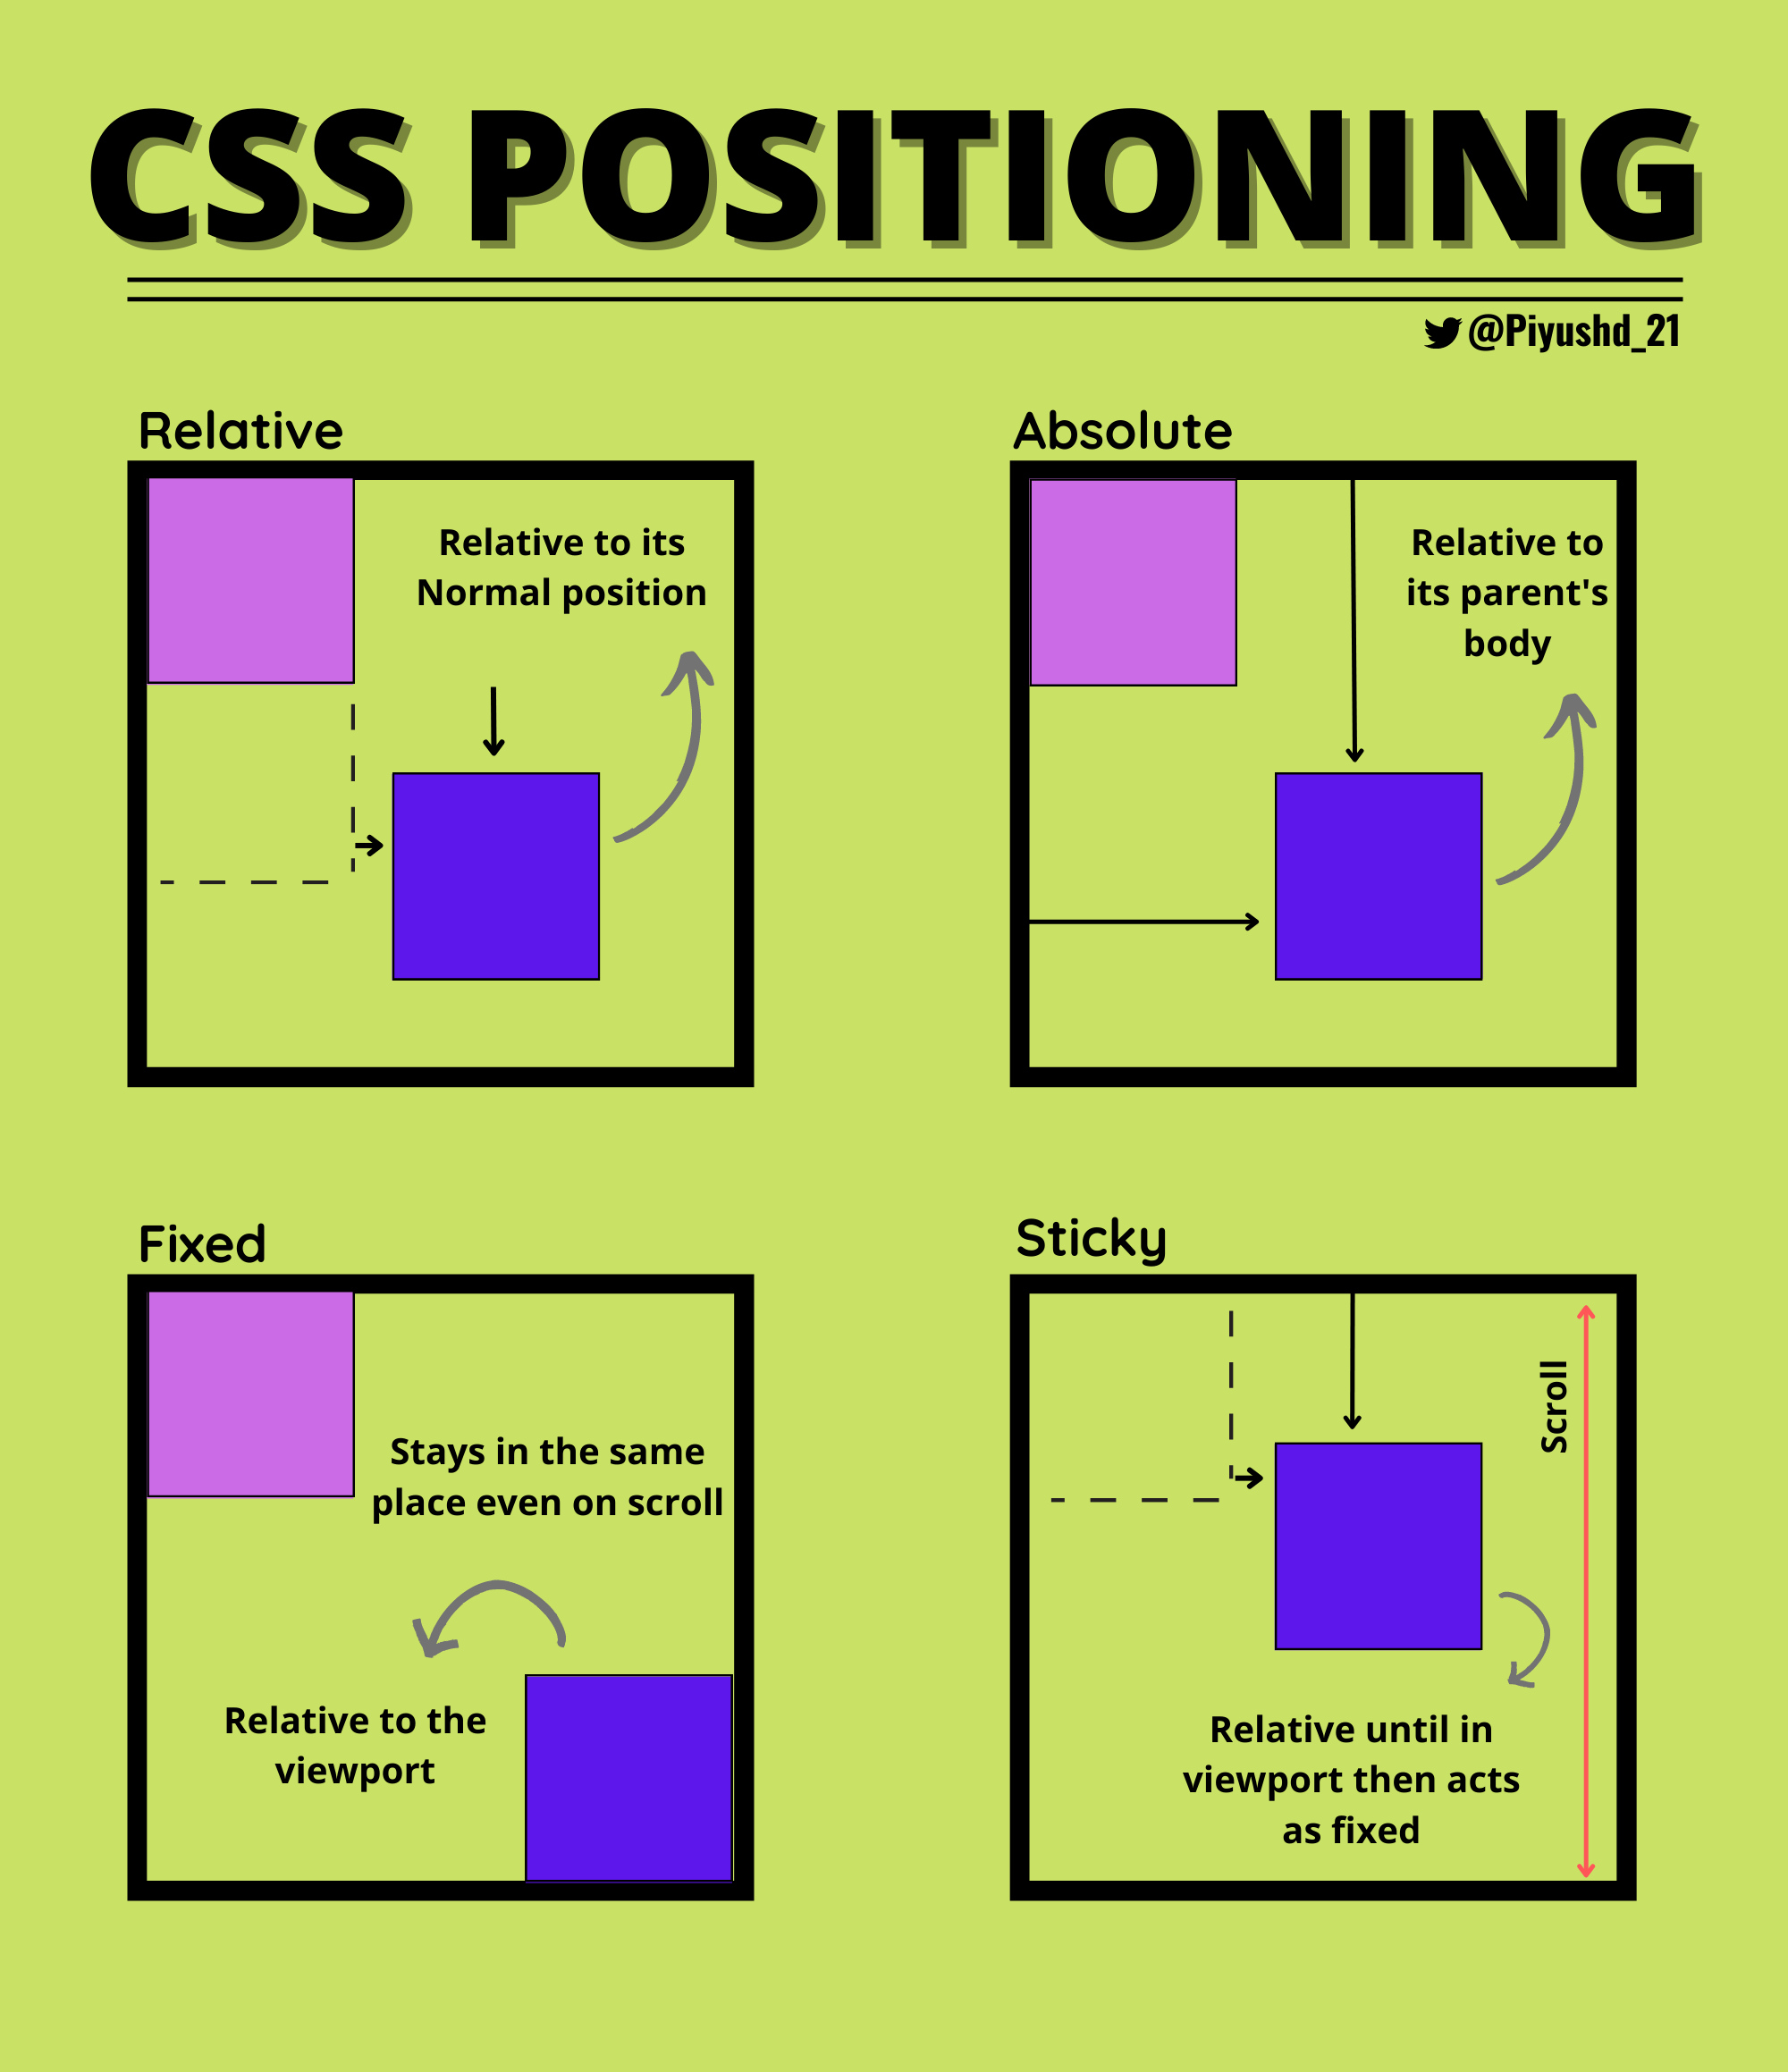 CSS POSITIONING
@Piyushd_21
Relative
Relative to its
Normal position
Absolute
Relative to
its parent's
body
Fixed
Stays in the same
place even on scroll
Relative to the
viewport
Sticky
Scroll
Relative until in
viewport then acts
as fixed